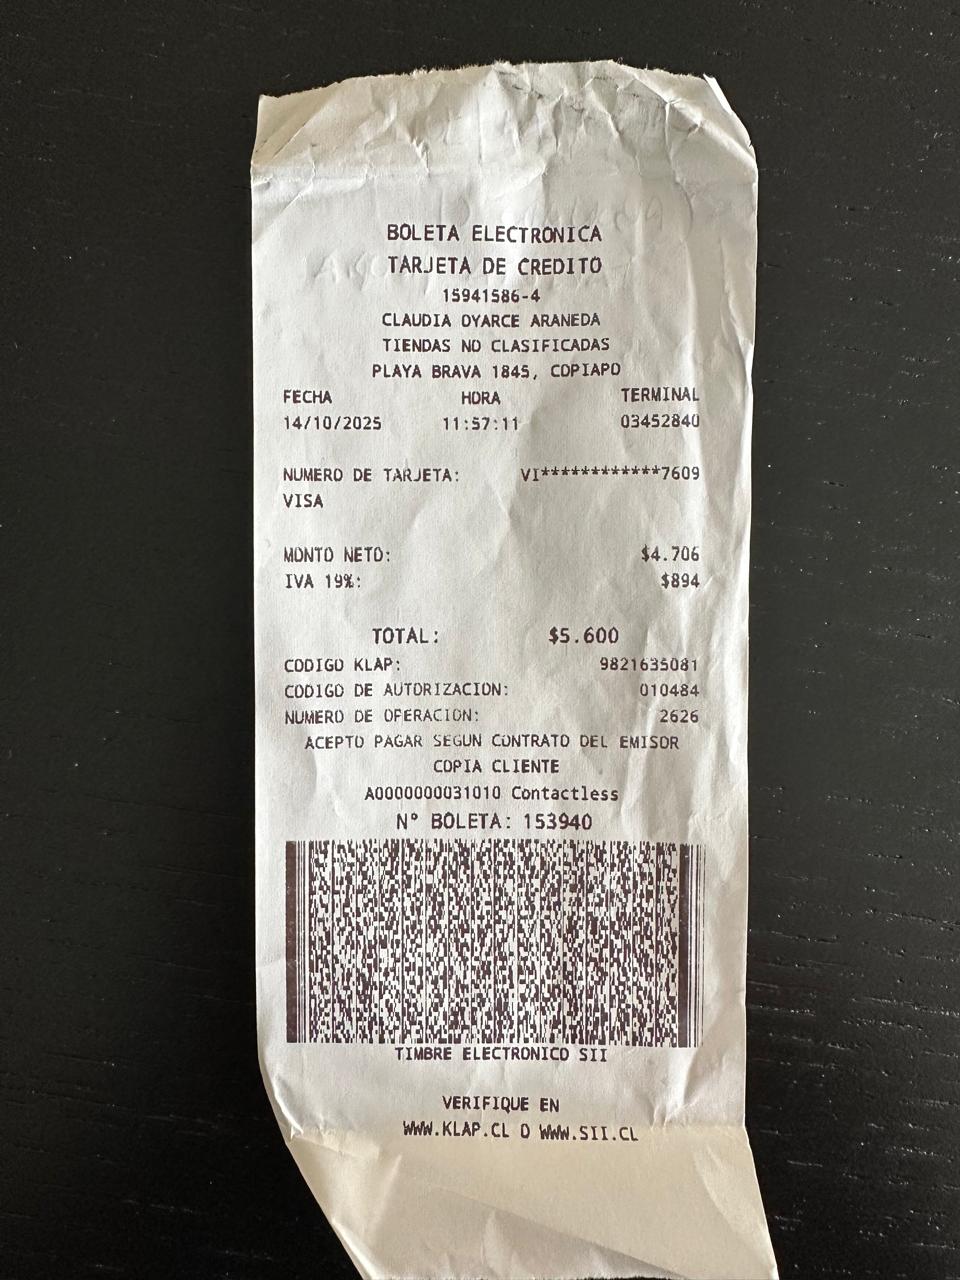 BOLETA ELECTRONICA
TARJETA DE CREDITO
15941586-4
CLAUDIA OYARCE ARANEDA
TIENDAS NO CLASIFICADAS
PLAYA BRAVA 1845, COPIAPO
FECHA HORA TERMINAL
14/10/2025 11:57:11 03452840
NUMERO DE TARJETA: VI************7609
VISA
MONTO NETO: $4.706
IVA 19%: $894
TOTAL: $5.600
CODIGO KLAP: 9821635081
CODIGO DE AUTORIZACION: 010484
NUMERO DE OPERACION: 2626
ACEPTO PAGAR SEGUN CONTRATO DEL EMISOR
COPIA CLIENTE
A0000000031010 Contactless
N° BOLETA: 153940
TIMBRE ELECTRONICO SII
VERIFIQUE EN
WWW.KLAP.CL O WWW.SII.CL